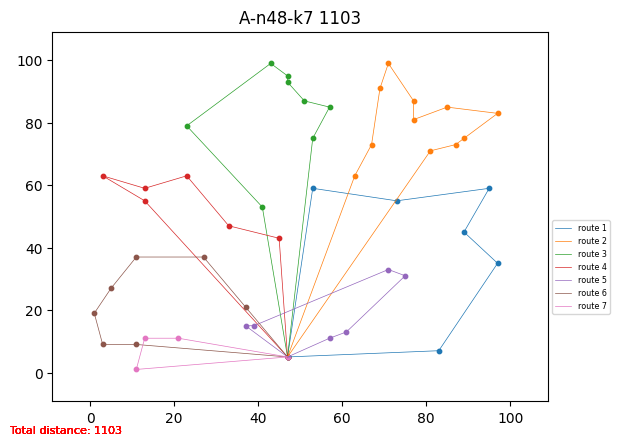 A-n48-k7 1103
100
80
60
40
20
0
0 20 40 60 80 100
route 1
route 2
route 3
route 4
route 5
route 6
route 7
Total distance: 1103